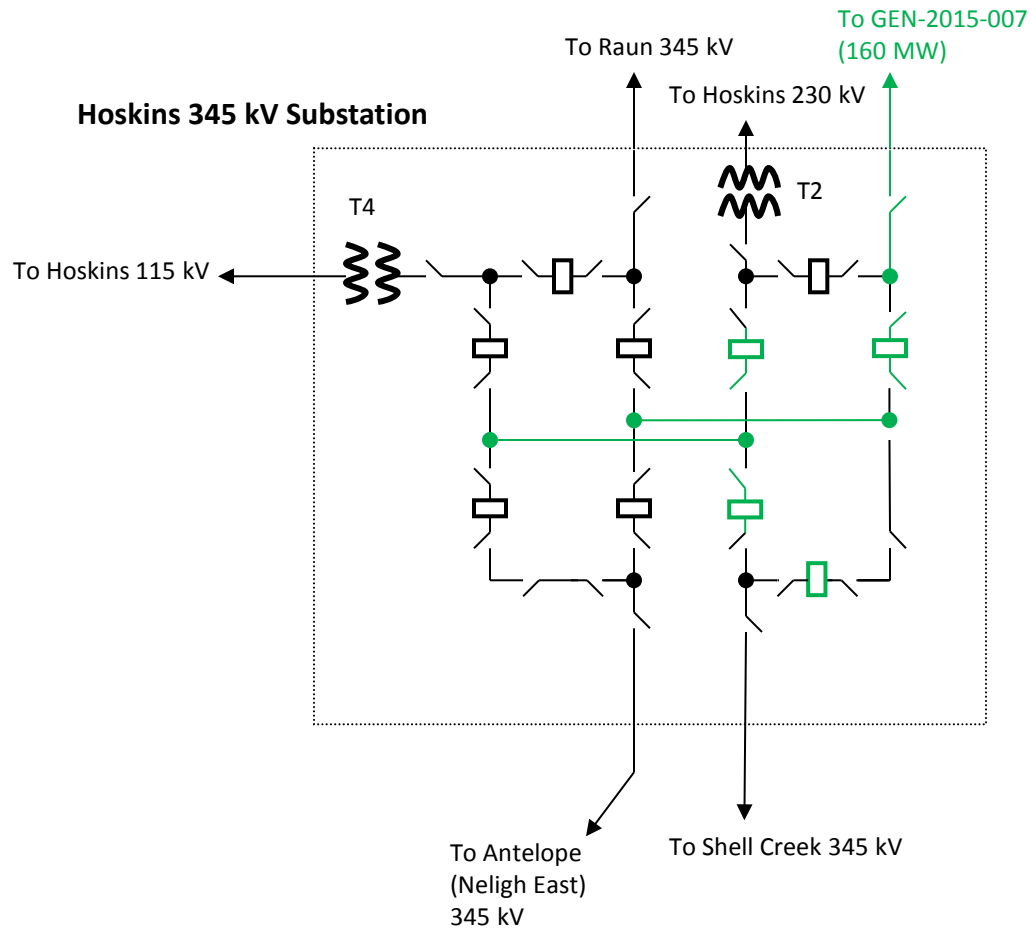 To GEN-2015-007
(160 MW)
To Raun 345 kV
To Hoskins 230 kV
Hoskins 345 kV Substation
T2
T4
To Hoskins 115 kV
To Shell Creek 345 kV
To Antelope
(Neligh East)
345 kV